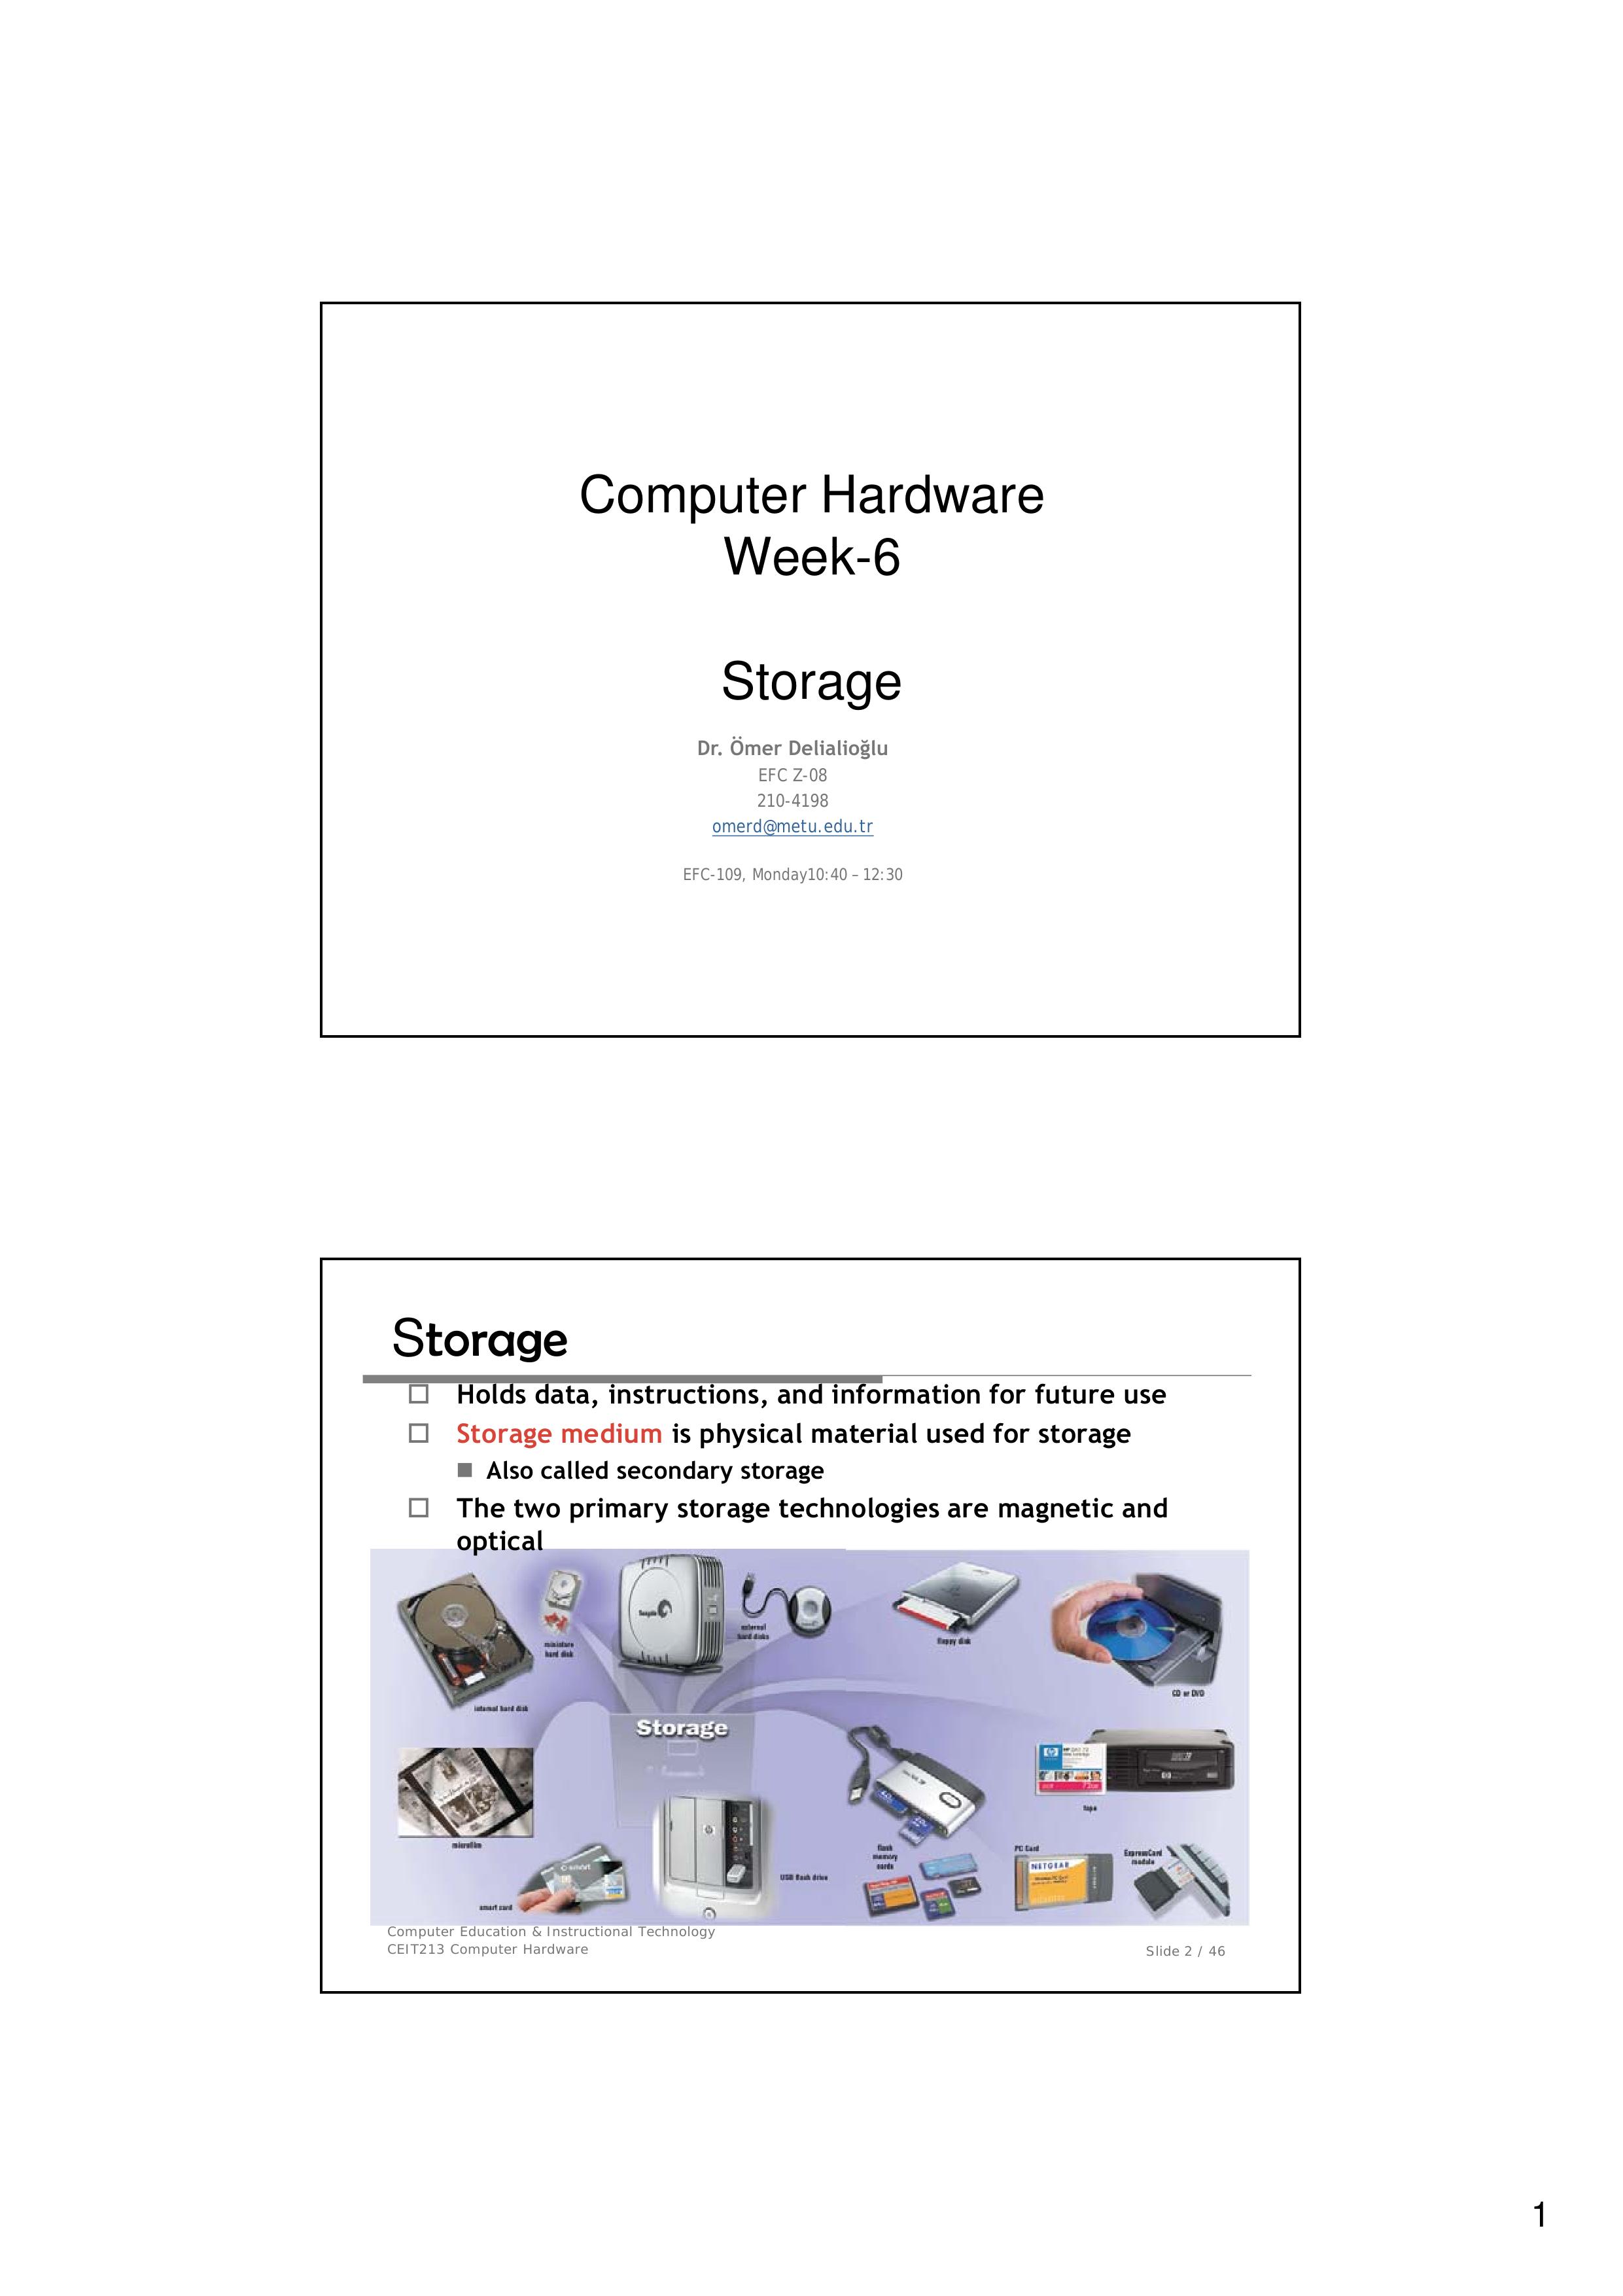 Computer Hardware
Week-6
Storage
Dr. Ömer Delialioğlu
EFC Z-08
210-4198
omerd@metu.edu.tr
EFC-109, Monday10:40 – 12:30
Storage
Holds data, instructions, and information for future use
Storage medium is physical material used for storage
Also called secondary storage
The two primary storage technologies are magnetic and
optical
internal hard disk
miniature
hard disk
Seagate
external
hard disks
floppy disk
CD or DVD
Storage
microfilm
smart card
USB flash drive
flash
memory
cards
tape
PC Card
NETGEAR
ExpressCard
module
Computer Education & Instructional Technology
CEIT213 Computer Hardware
Slide 2 / 46
1